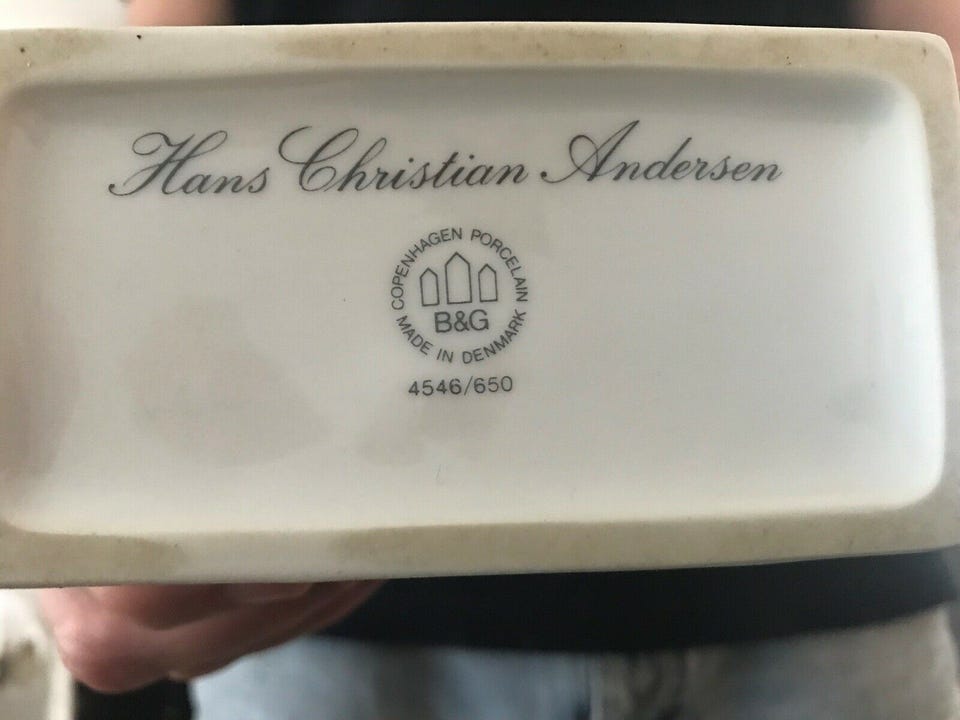 Hans Christian Andersen
COPENHAGEN PORCELAIN
B&G
MADE IN DENMARK
4546/650